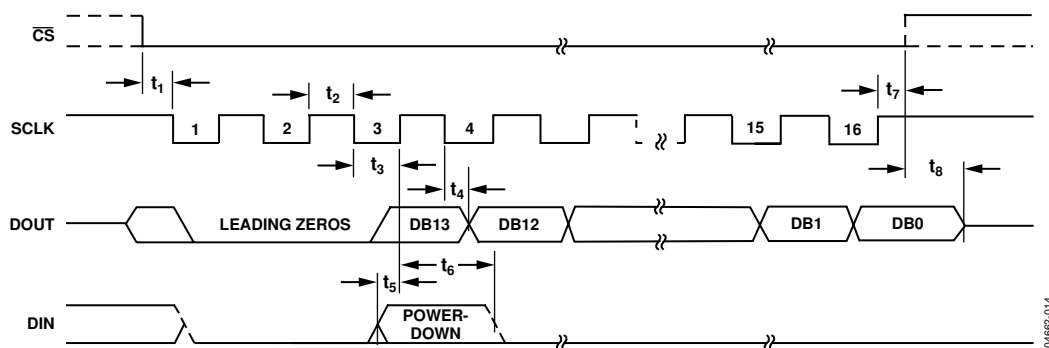 CS
t1
t2
t7
SCLK
1
2
3
4
15
16
t3
t4
t8
DOUT
LEADING ZEROS
DB13
DB12
DB1
DB0
t5
t6
DIN
POWER-
DOWN
04662-014